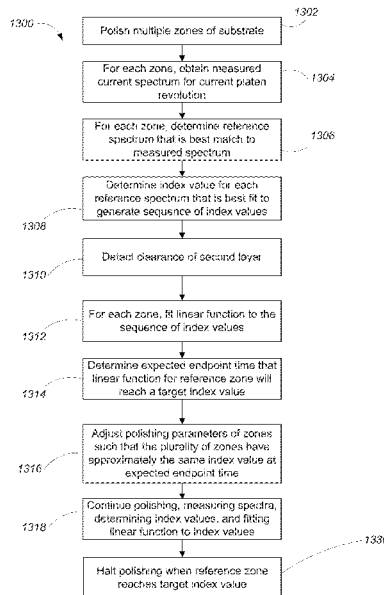 1300
1302
Polish multiple zones of substrate
For each zone, obtain measured
current spectrum for current platen
revolution
1304
For each zone, determine reference
spectrum that is best match to
measured spectrum
1306
Determine index value for each
reference spectrum that is best fit to
generate sequence of index values
1308
Detect clearance of second layer
1310
For each zone, fit linear function to the
sequence of index values
1312
Determine expected endpoint time that
linear function for reference zone will
reach a target index value
1314
Adjust polishing parameters of zones
such that the plurality of zones have
approximately the same index value at
expected endpoint time
1316
Continue polishing, measuring spectra,
determining index values, and fitting
linear function to index values
1318
1330
Halt polishing when reference zone
reaches target index value